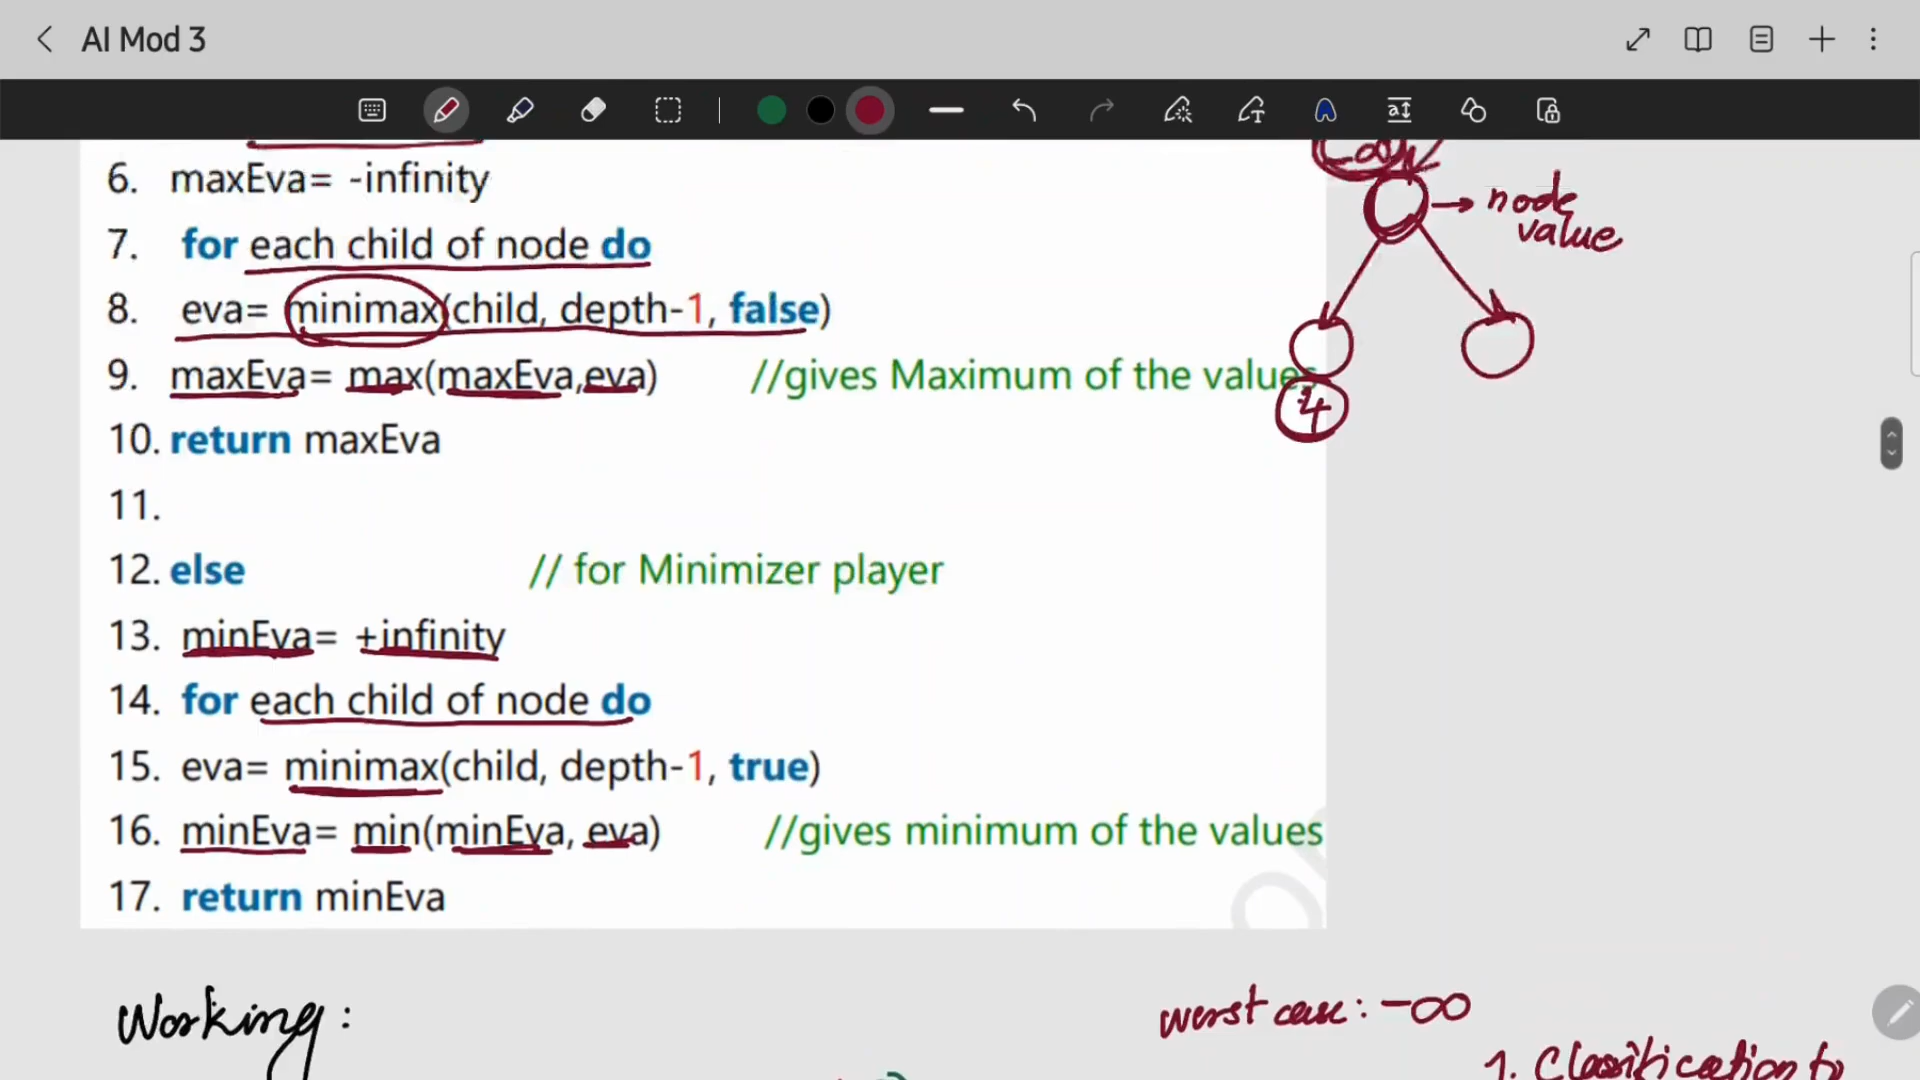 AI Mod 3
6. maxEva= -infinity
node
value
7. for each child of node do
8. eva= minimax(child, depth-1, false)
9. maxEva= max(maxEva,eva) //gives Maximum of the values
4
10. return maxEva
11.
12. else // for Minimizer player
13. minEva= +infinity
14. for each child of node do
15. eva= minimax(child, depth-1, true)
16. minEva= min(minEva, eva) //gives minimum of the values
17. return minEva
Working:
worst case: -∞
1. Classification